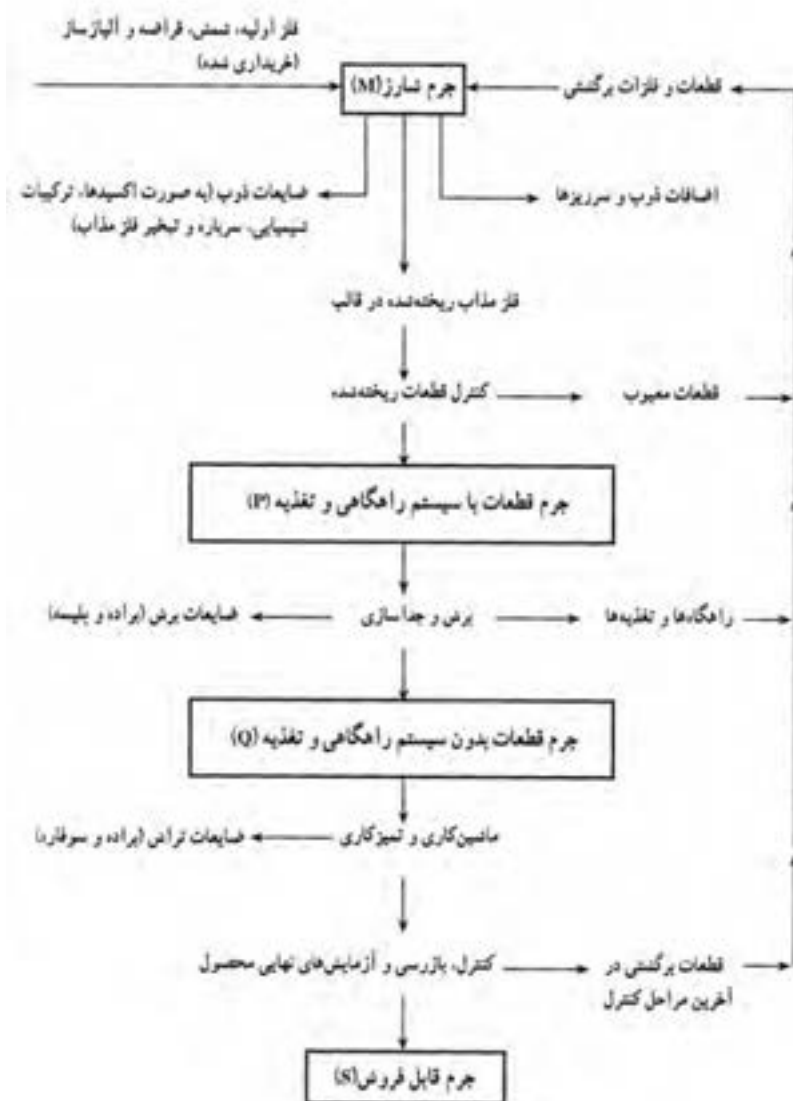 فلز اولیه، شمش، قراضه و آلیاژساز
(خریداری شده)
جرم شارژ (M)
قطعات و فلزات برگشتی
ضایعات ذوب (به صورت اکسیدها، ترکیبات
شیمیایی، سرباره و تبخیر فلز مذاب)
اضافات ذوب و سرریزها
فلز مذاب ریخته‌شده در قالب
کنترل قطعات ریخته‌شده
قطعات معیوب
جرم قطعات با سیستم راهگاهی و تغذیه (P)
راهگاه‌ها و تغذیه‌ها
برش و جداسازی
ضایعات برش (براده و پلیسه)
جرم قطعات بدون سیستم راهگاهی و تغذیه (Q)
ماشین‌کاری و تمیزکاری
ضایعات تراش (براده و سوفاره)
کنترل، بازرسی و آزمایش‌های نهایی محصول
قطعات برگشتی در
آخرین مراحل کنترل
جرم قابل فروش (S)